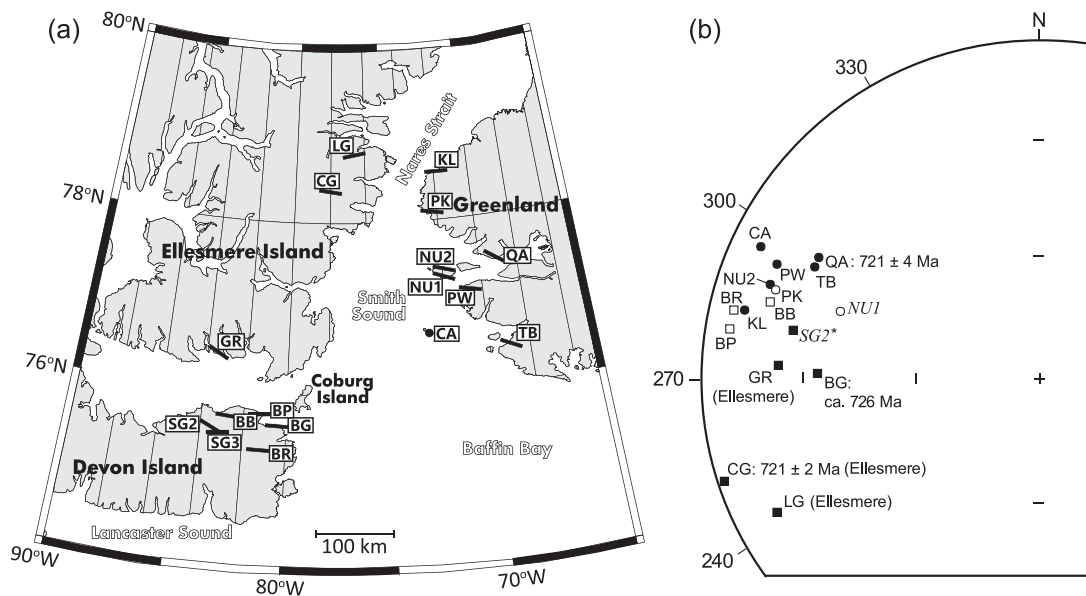 (a)
80°N
78°N
76°N
90°W
80°W
70°W
Nares Strait
LG
KL
CG
PK
Greenland
Ellesmere Island
NU2
QA
NU1
PW
Smith
Sound
CA
TB
GR
Coburg
Island
BP
SG2
BB
BG
SG3
BR
Devon Island
Baffin Bay
Lancaster Sound
100 km
(b)
N
330
300
270
240
CA
QA: 721 ± 4 Ma
PW
TB
NU2
PK
BR
BB
NU1
KL
SG2*
BP
GR
(Ellesmere)
BG:
ca. 726 Ma
CG: 721 ± 2 Ma (Ellesmere)
LG (Ellesmere)